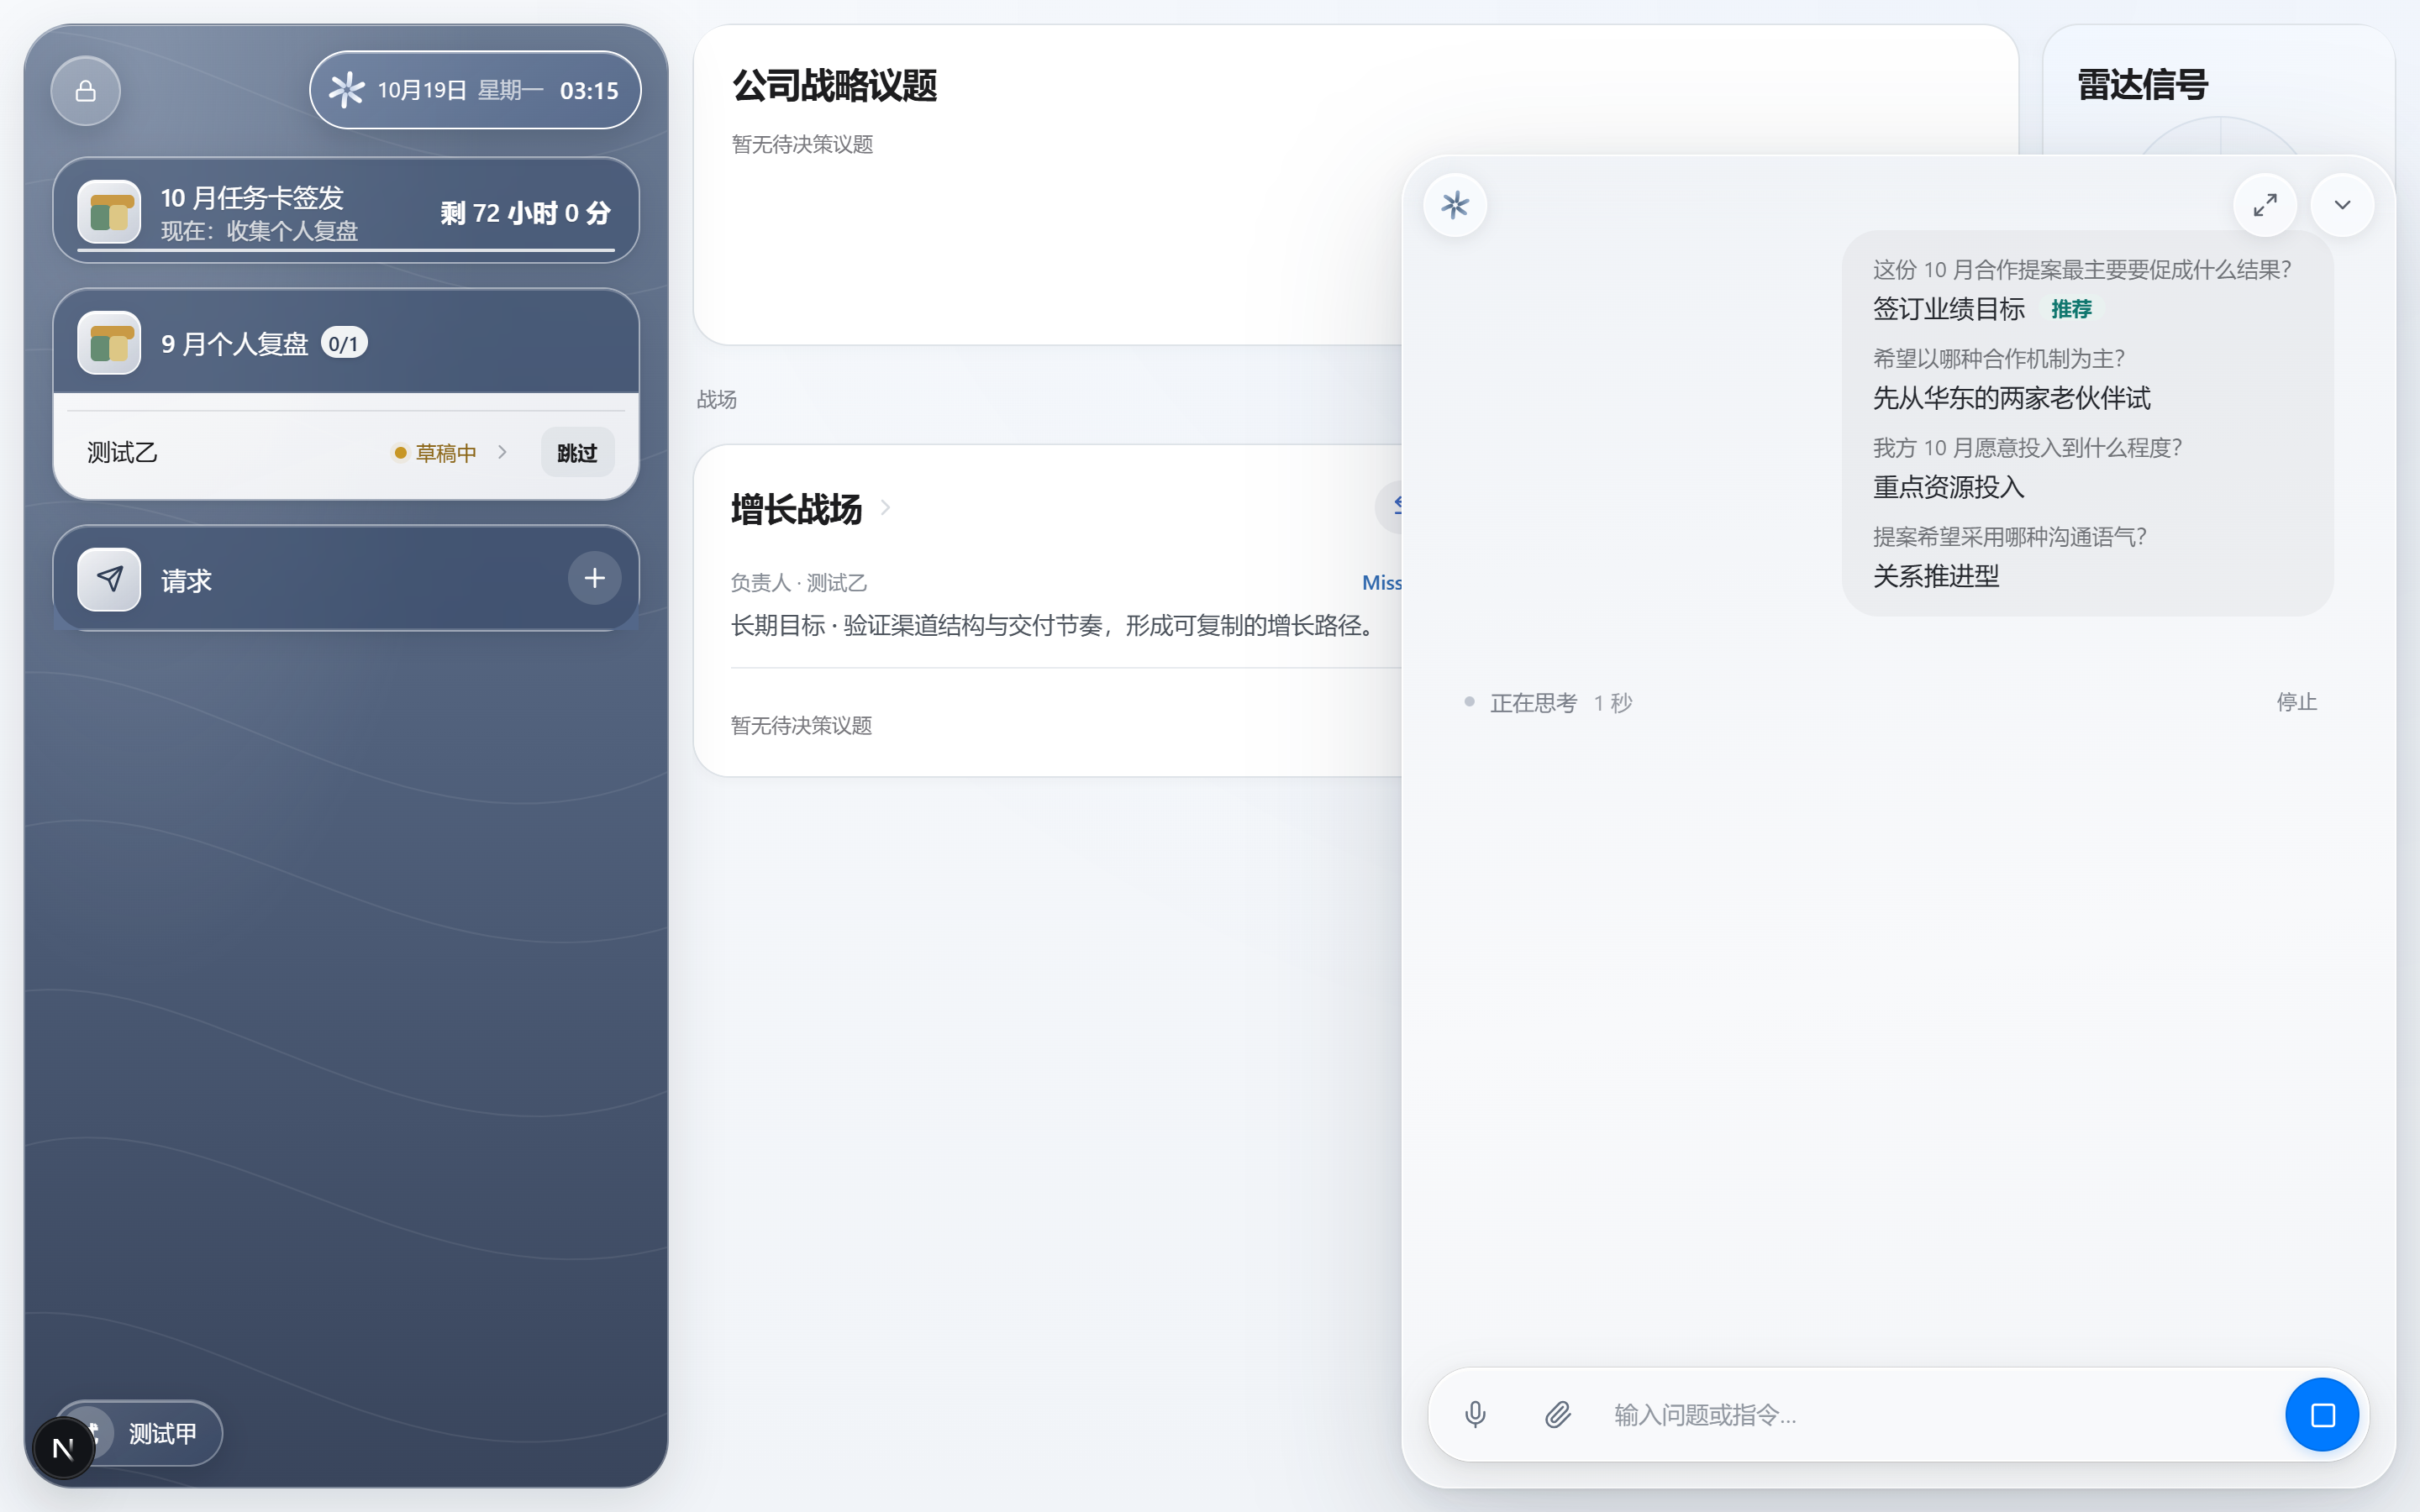 10月19日 星期一 03:15
10 月任务卡签发
现在：收集个人复盘
剩 72 小时 0 分
9 月个人复盘 0/1
测试乙
草稿中
跳过
请求
测试甲
N
公司战略议题
暂无待决策议题
战场
增长战场
负责人 · 测试乙
Miss
长期目标 · 验证渠道结构与交付节奏，形成可复制的增长路径。
暂无待决策议题
雷达信号
这份 10 月合作提案最主要要促成什么结果？
签订业绩目标 推荐
希望以哪种合作机制为主？
先从华东的两家老伙伴试
我方 10 月愿意投入到什么程度？
重点资源投入
提案希望采用哪种沟通语气？
关系推进型
正在思考 1 秒
停止
输入问题或指令...